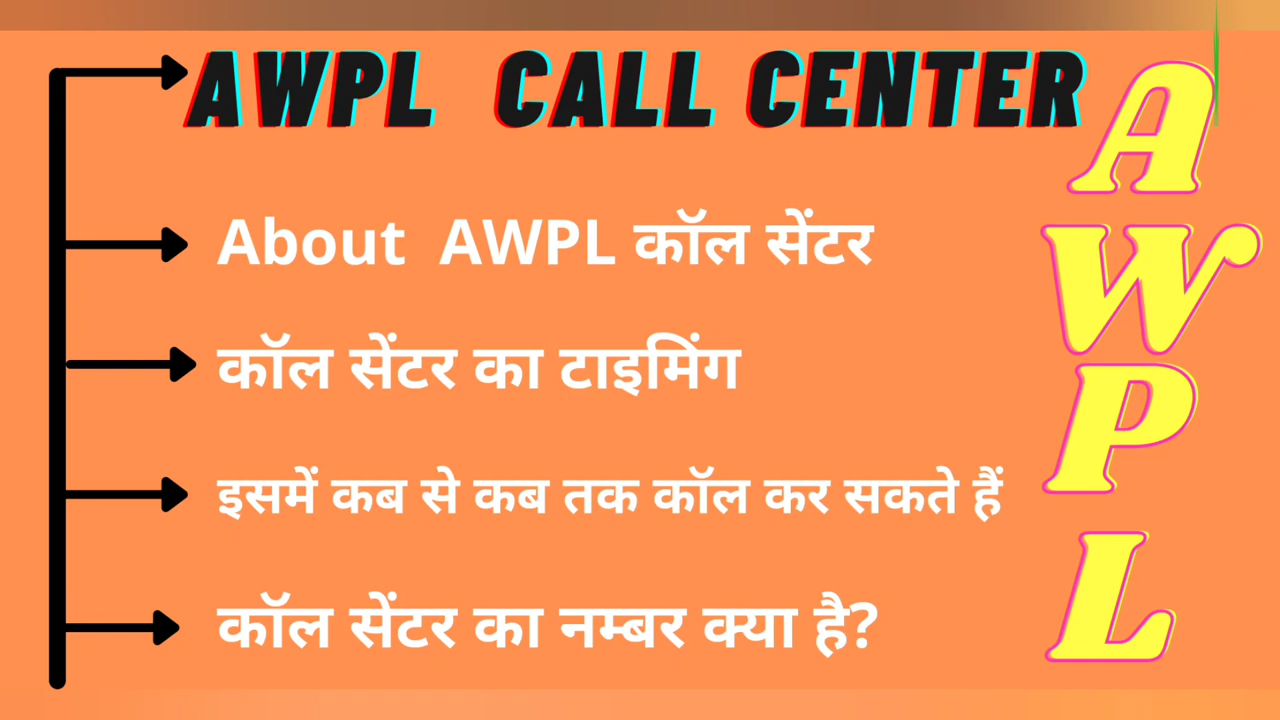 AWPL CALL CENTER
About AWPL कॉल सेंटर
कॉल सेंटर का टाइमिंग
इसमें कब से कब तक कॉल कर सकते हैं
कॉल सेंटर का नम्बर क्या है?
A
W
P
L